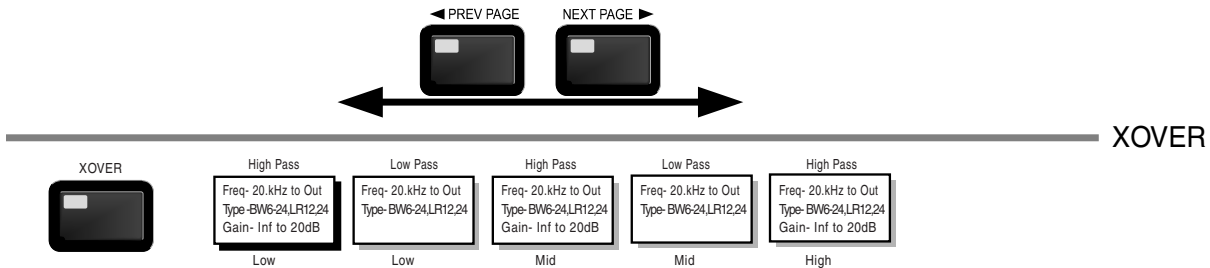 ◄ PREV PAGE NEXT PAGE ►
XOVER
XOVER
High Pass
Freq- 20.kHz to Out
Type -BW6-24,LR12,24
Gain- Inf to 20dB
Low
Low Pass
Freq- 20.kHz to Out
Type- BW6-24,LR12,24
Low
High Pass
Freq- 20.kHz to Out
Type- BW6-24,LR12,24
Gain- Inf to 20dB
Mid
Low Pass
Freq- 20.kHz to Out
Type- BW6-24,LR12,24
Mid
High Pass
Freq- 20.kHz to Out
Type- BW6-24,LR12,24
Gain- Inf to 20dB
High